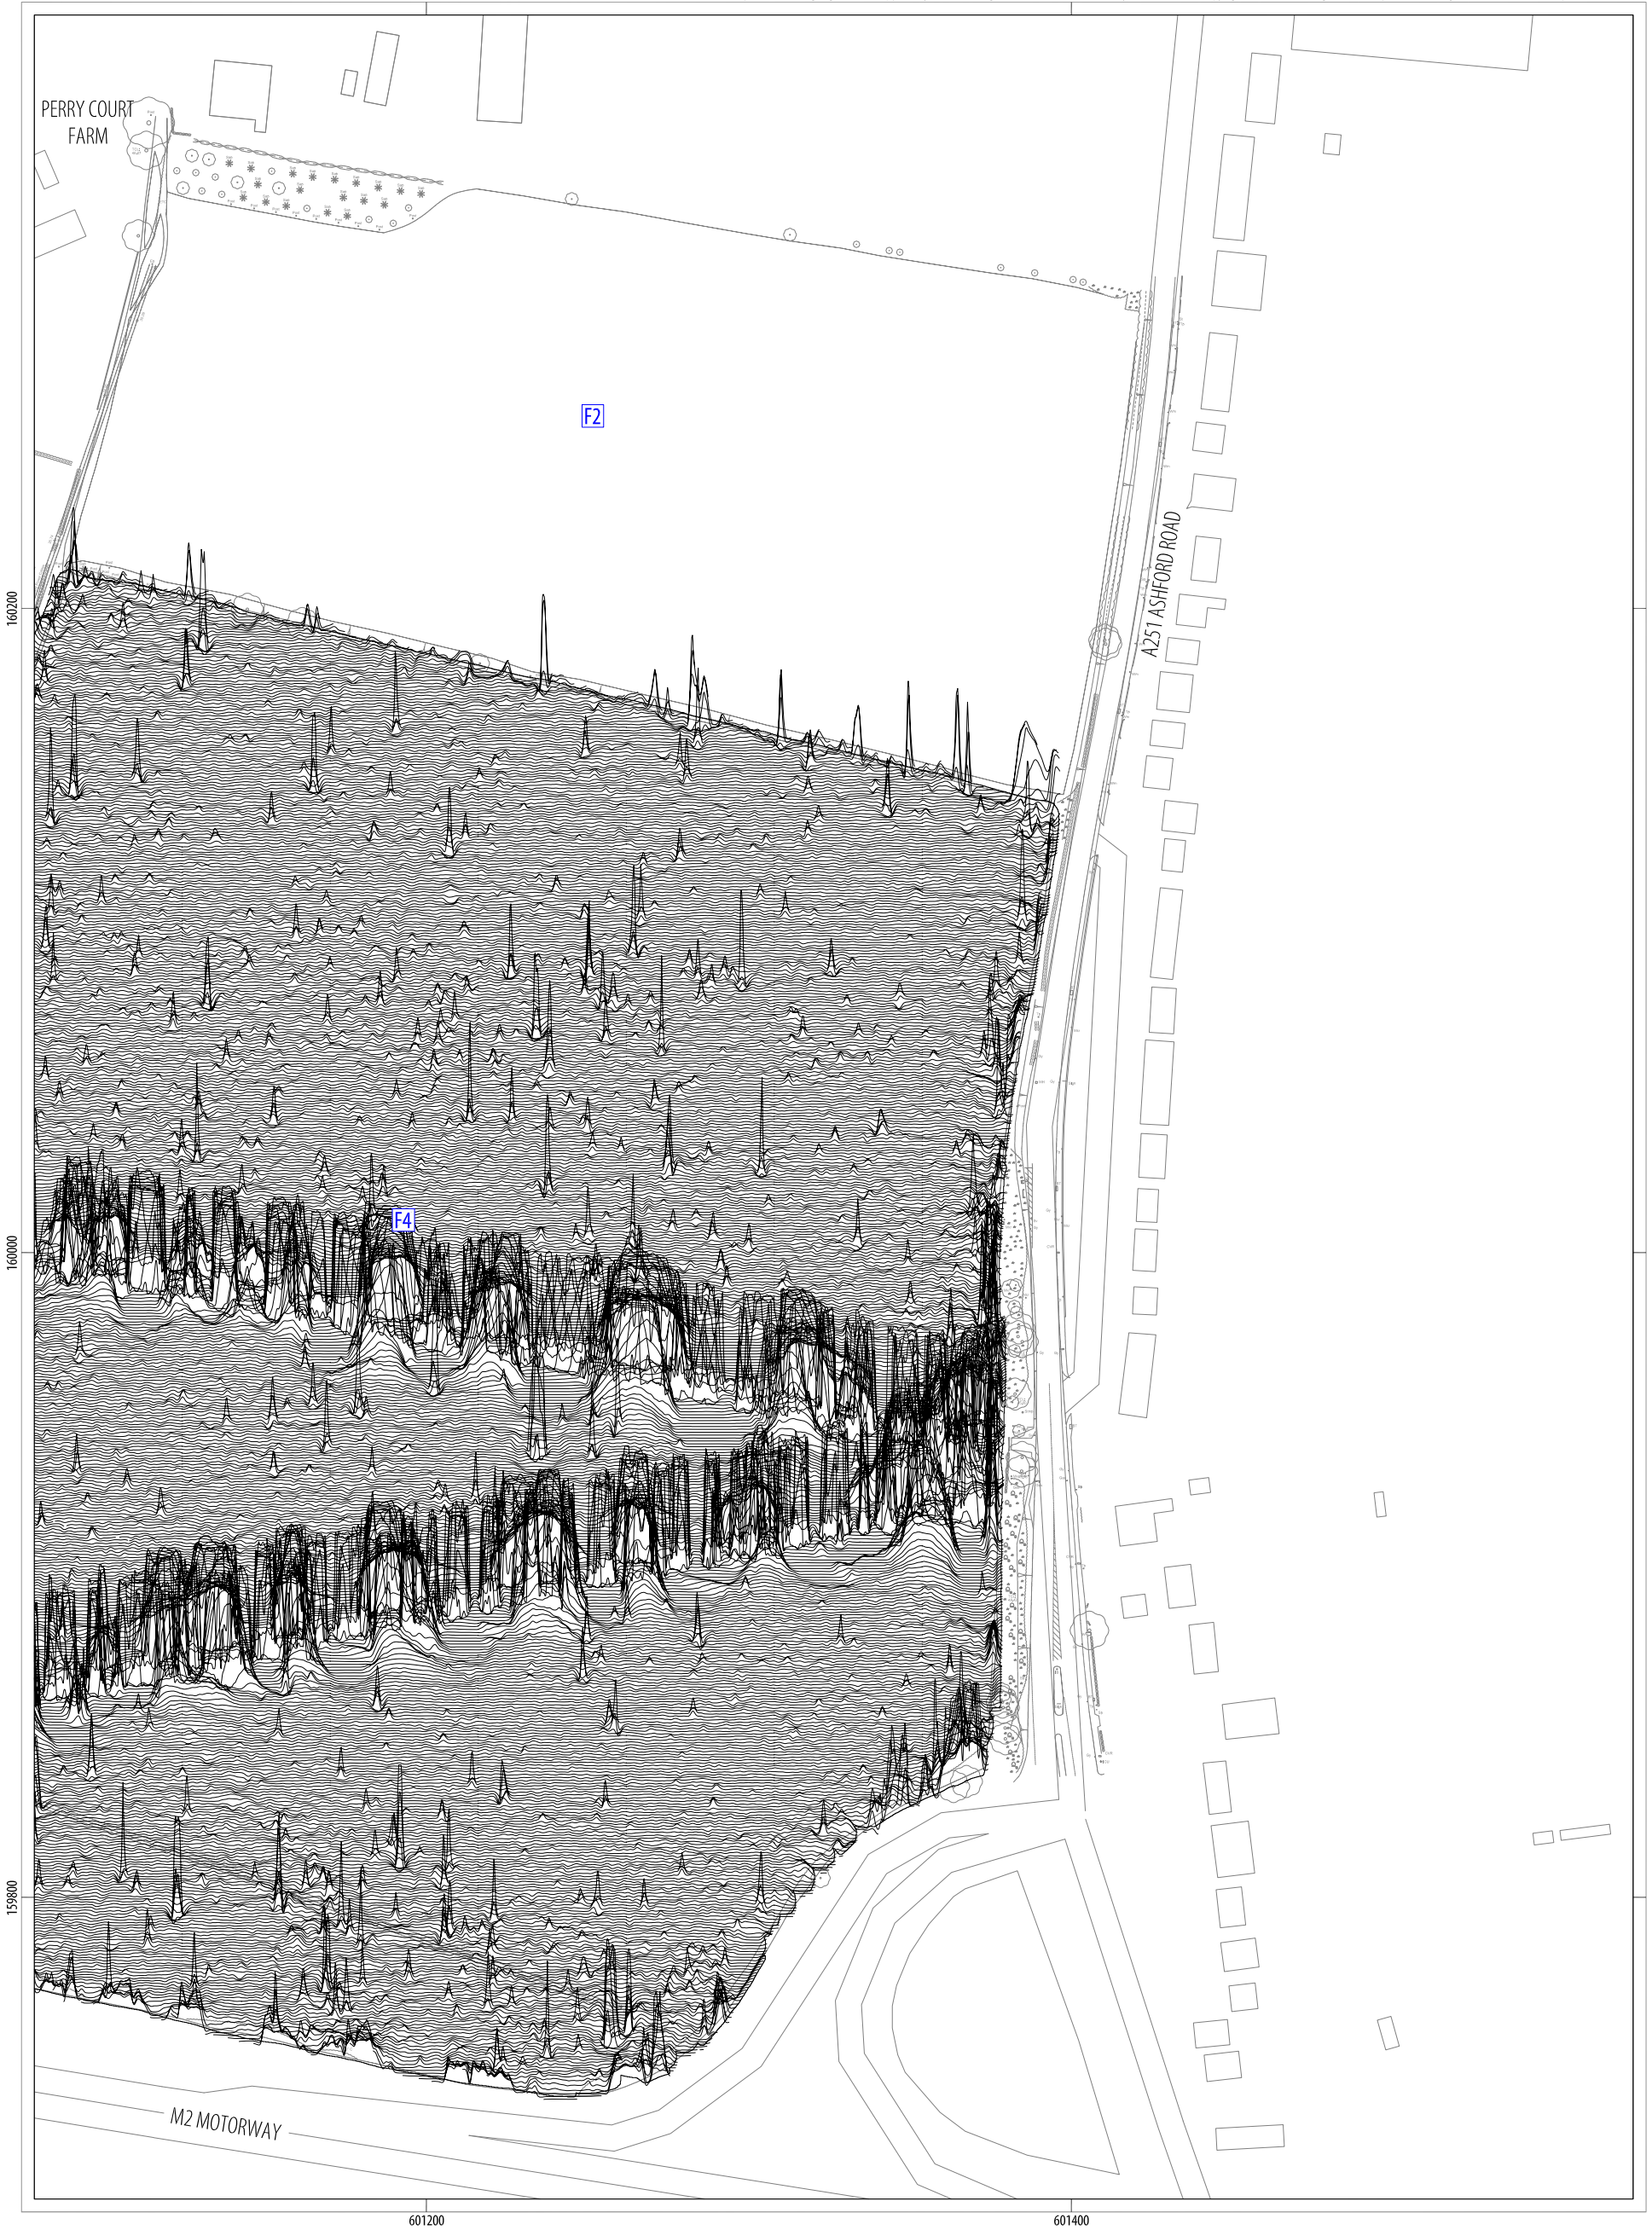 PERRY COURT
FARM
F2
A251 ASHFORD ROAD
160200
F4
160000
159800
M2 MOTORWAY
601200
601400